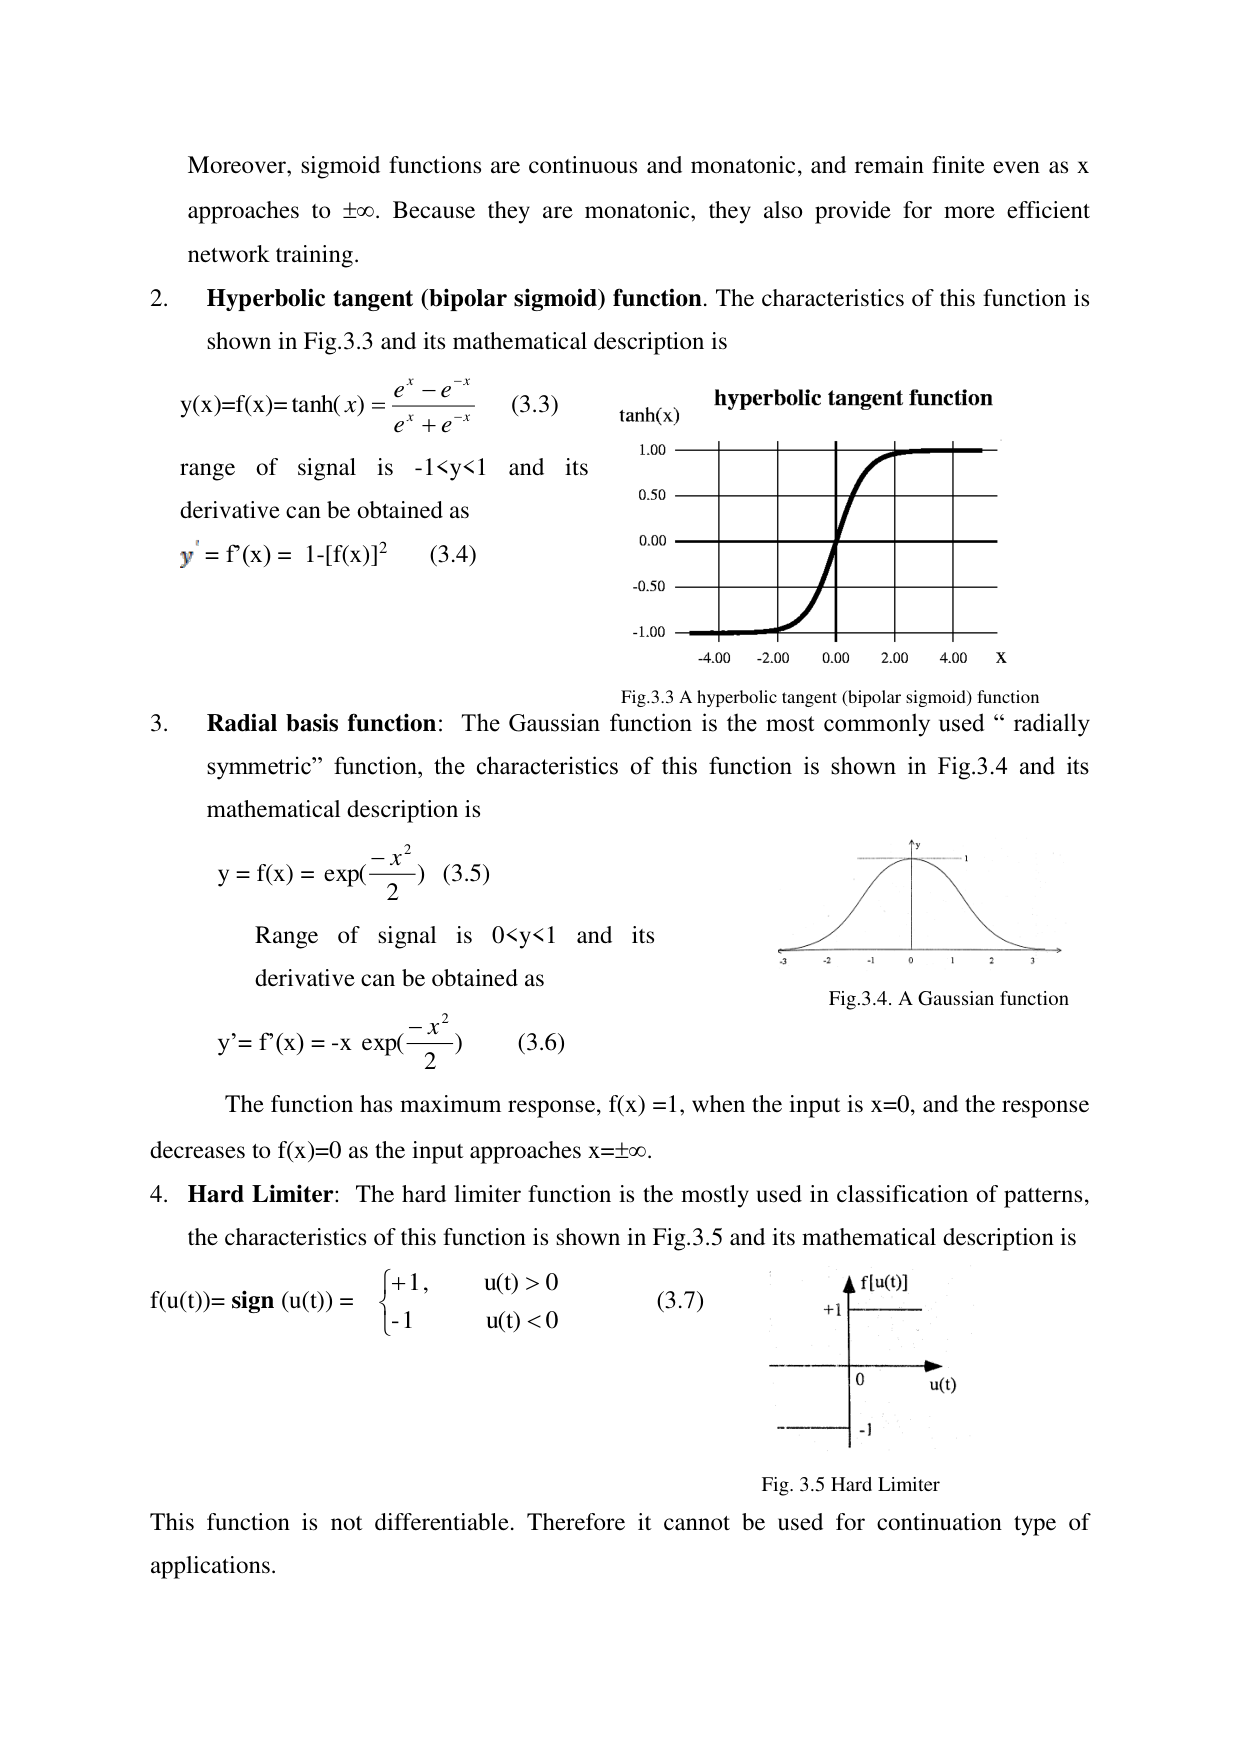 Moreover, sigmoid functions are continuous and monatonic, and remain finite even as x
approaches to ±∞. Because they are monatonic, they also provide for more efficient
network training.
2. Hyperbolic tangent (bipolar sigmoid) function. The characteristics of this function is
shown in Fig.3.3 and its mathematical description is
y(x)=f(x)= tanh( x) = (e^x − e^−x)/(e^x + e^−x) (3.3)
range of signal is -1<y<1 and its
derivative can be obtained as
y' = f’(x) = 1-[f(x)]² (3.4)
hyperbolic tangent function
tanh(x)
1.00
0.50
0.00
-0.50
-1.00
-4.00 -2.00 0.00 2.00 4.00 X
Fig.3.3 A hyperbolic tangent (bipolar sigmoid) function
3. Radial basis function: The Gaussian function is the most commonly used “ radially
symmetric” function, the characteristics of this function is shown in Fig.3.4 and its
mathematical description is
y = f(x) = exp(−x²/2) (3.5)
Range of signal is 0<y<1 and its
derivative can be obtained as
y’= f’(x) = -x exp(−x²/2) (3.6)
y
1
-3 -2 -1 0 1 2 3
Fig.3.4. A Gaussian function
The function has maximum response, f(x) =1, when the input is x=0, and the response
decreases to f(x)=0 as the input approaches x=±∞.
4. Hard Limiter: The hard limiter function is the mostly used in classification of patterns,
the characteristics of this function is shown in Fig.3.5 and its mathematical description is
f(u(t))= sign (u(t)) = { +1, u(t) > 0 (3.7)
-1 u(t) < 0
f[u(t)]
+1
0
u(t)
-1
Fig. 3.5 Hard Limiter
This function is not differentiable. Therefore it cannot be used for continuation type of
applications.